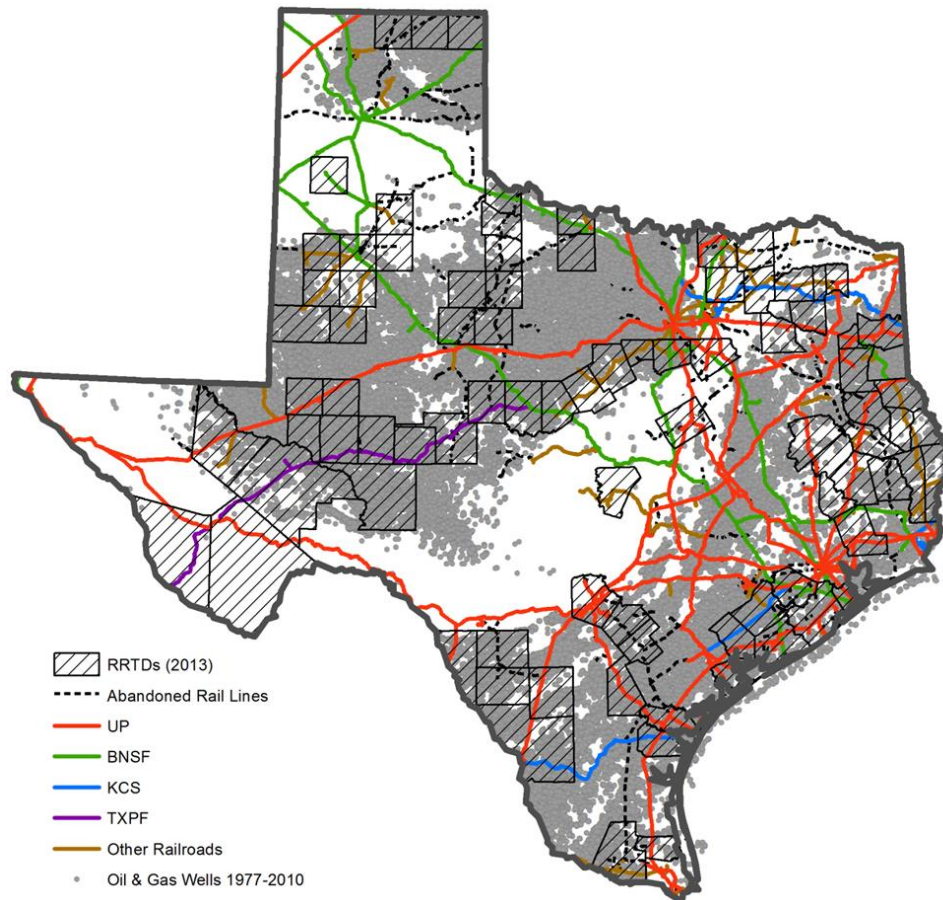 RRTDs (2013)
Abandoned Rail Lines
UP
BNSF
KCS
TXPF
Other Railroads
Oil & Gas Wells 1977-2010